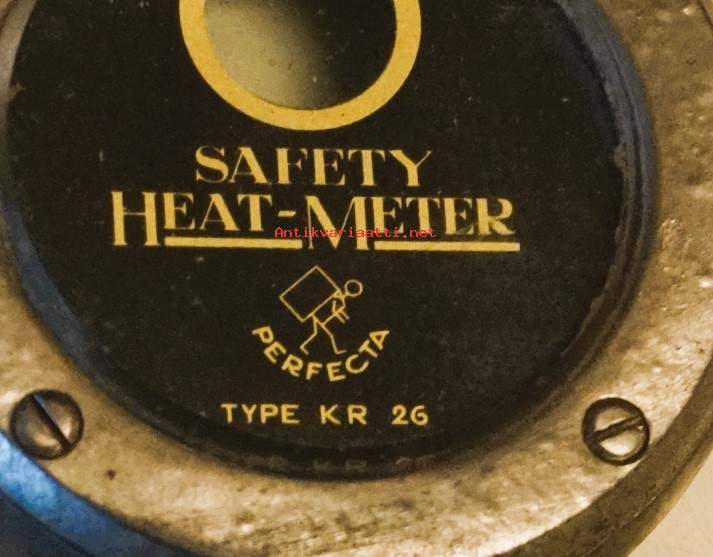 SAFETY
HEAT-METER
Antikvariaatti.net
PERFECTA
TYPE KR 26